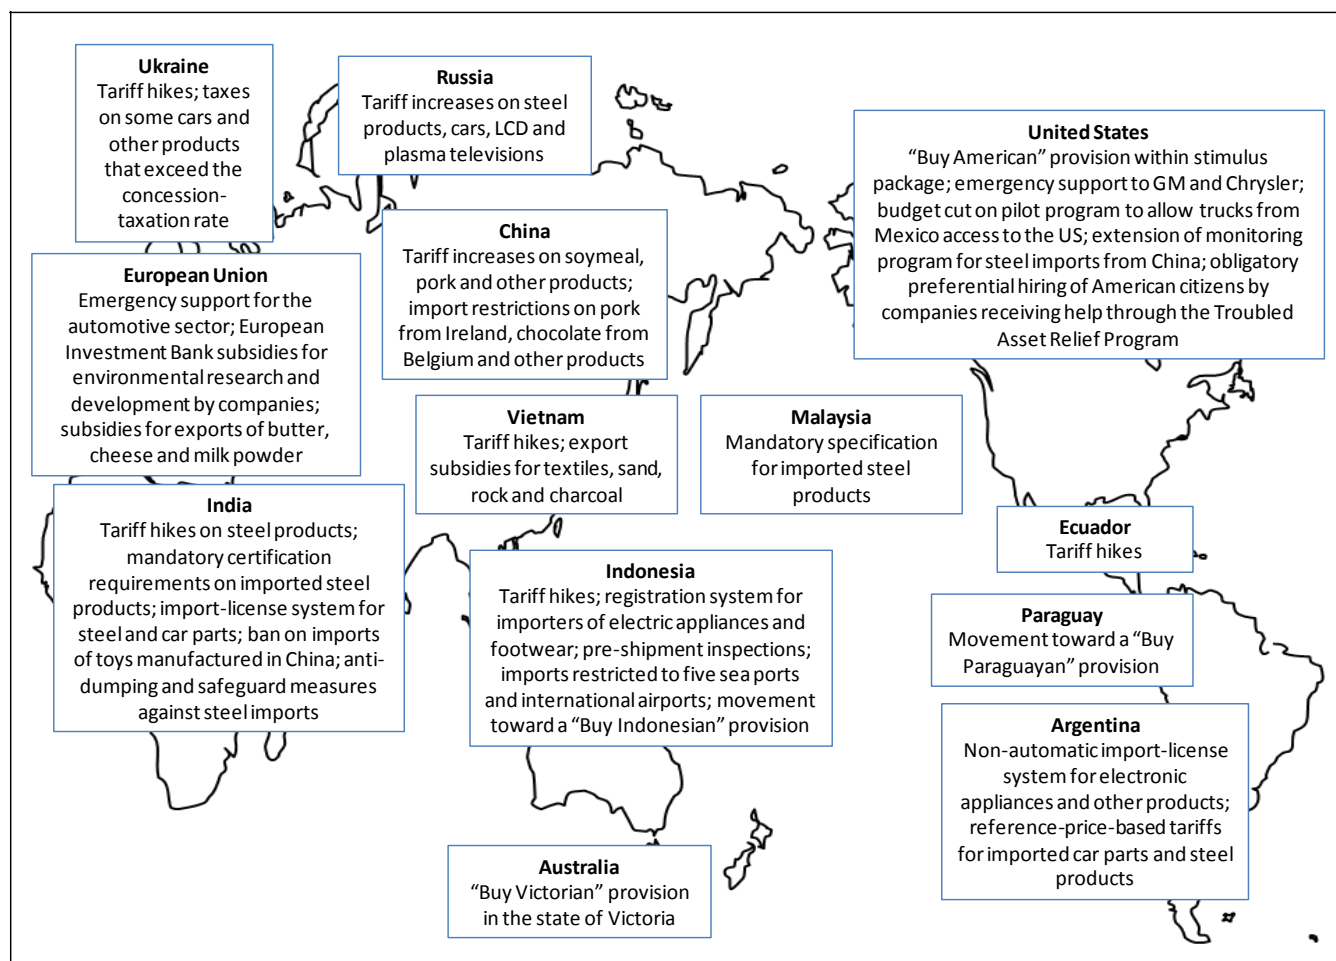 Ukraine
Tariff hikes; taxes
on some cars and
other products
that exceed the
concession-
taxation rate
Russia
Tariff increases on steel
products, cars, LCD and
plasma televisions
United States
“Buy American” provision within stimulus
package; emergency support to GM and Chrysler;
budget cut on pilot program to allow trucks from
Mexico access to the US; extension of monitoring
program for steel imports from China; obligatory
preferential hiring of American citizens by
companies receiving help through the Troubled
Asset Relief Program
China
Tariff increases on soymeal,
pork and other products;
import restrictions on pork
from Ireland, chocolate from
Belgium and other products
European Union
Emergency support for the
automotive sector; European
Investment Bank subsidies for
environmental research and
development by companies;
subsidies for exports of butter,
cheese and milk powder
Vietnam
Tariff hikes; export
subsidies for textiles, sand,
rock and charcoal
Malaysia
Mandatory specification
for imported steel
products
India
Tariff hikes on steel products;
mandatory certification
requirements on imported steel
products; import-license system for
steel and car parts; ban on imports
of toys manufactured in China; anti-
dumping and safeguard measures
against steel imports
Ecuador
Tariff hikes
Indonesia
Tariff hikes; registration system for
importers of electric appliances and
footwear; pre-shipment inspections;
imports restricted to five sea ports
and international airports; movement
toward a “Buy Indonesian” provision
Paraguay
Movement toward a “Buy
Paraguayan” provision
Argentina
Non-automatic import-license
system for electronic
appliances and other products;
reference-price-based tariffs
for imported car parts and steel
products
Australia
“Buy Victorian” provision
in the state of Victoria